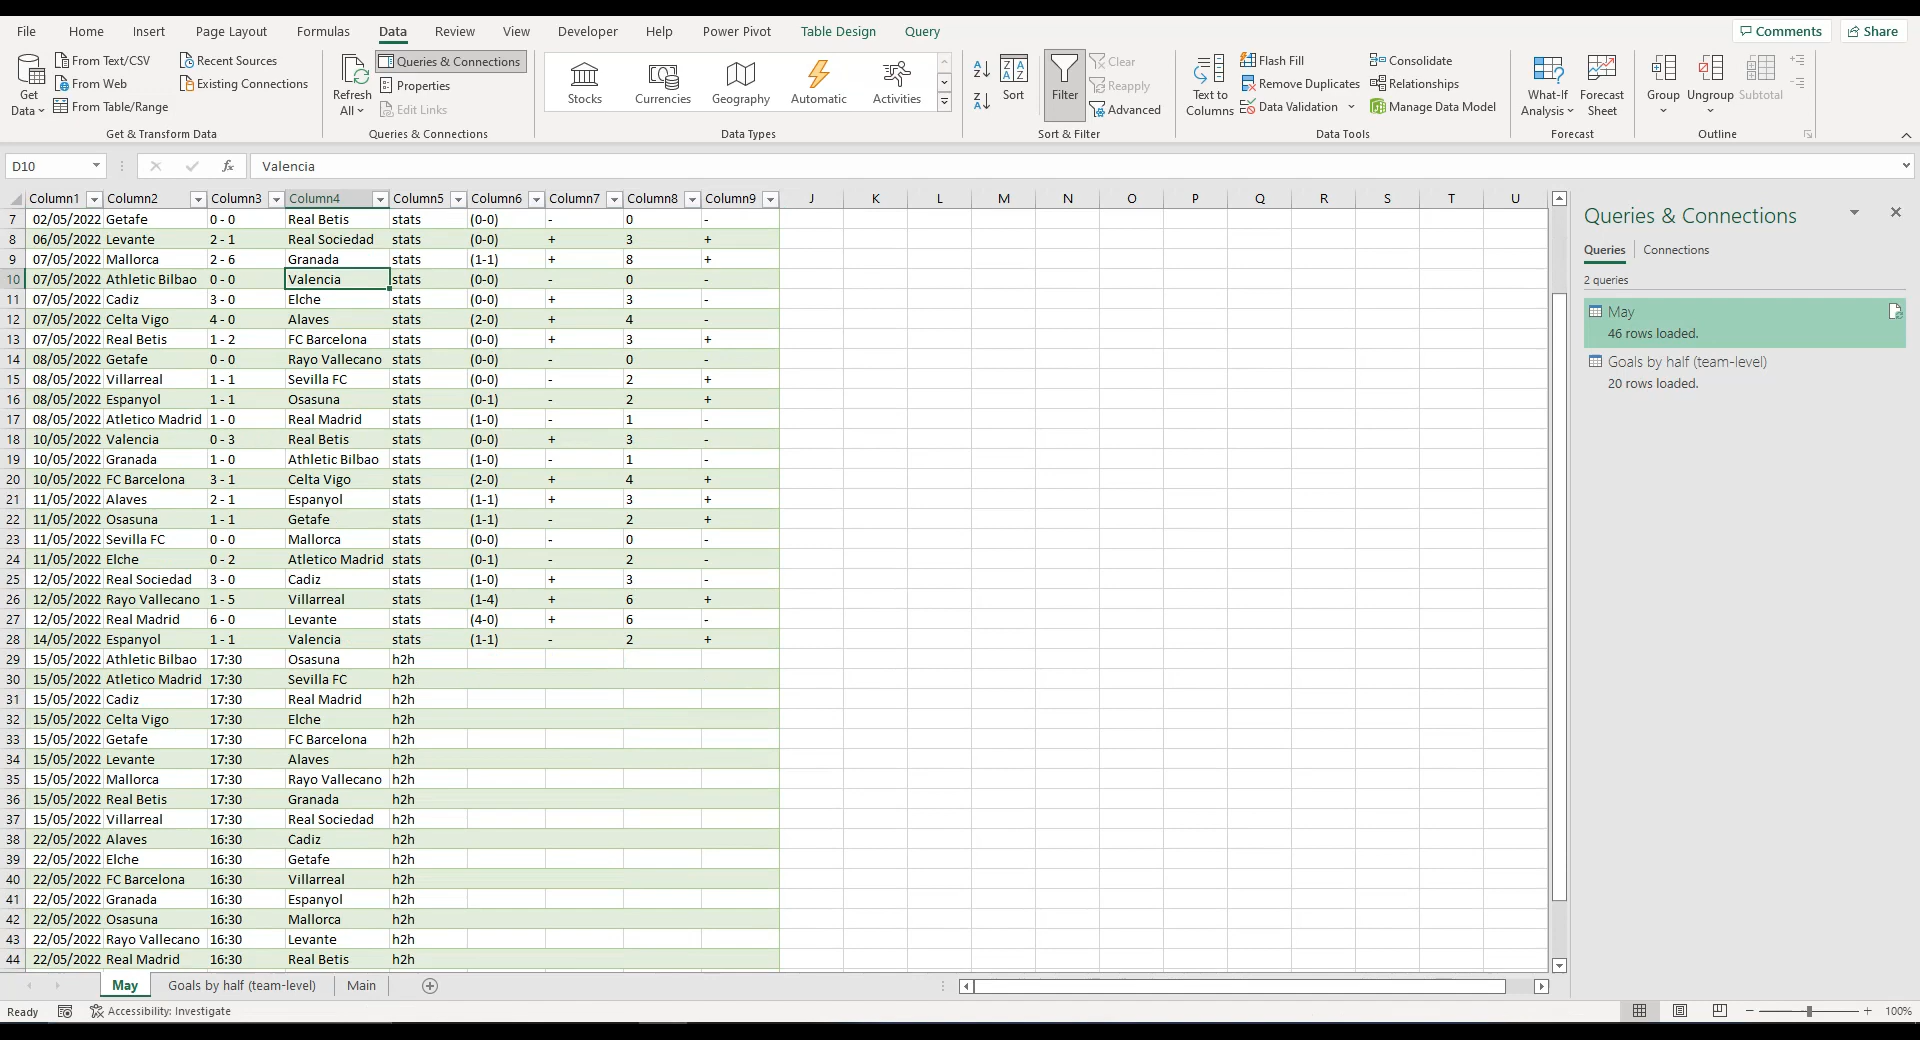 File Home Insert Page Layout Formulas Data Review View Developer Help Power Pivot Table Design Query Comments Share
Get Data
From Text/CSV
From Web
From Table/Range
Recent Sources
Existing Connections
Get & Transform Data
Refresh All
Queries & Connections
Properties
Edit Links
Queries & Connections
Stocks Currencies Geography Automatic Activities
Data Types
Sort
Filter
Clear
Reapply
Advanced
Sort & Filter
Text to Columns
Flash Fill
Remove Duplicates
Data Validation
Consolidate
Relationships
Manage Data Model
Data Tools
What-If Analysis
Forecast Sheet
Forecast
Group Ungroup Subtotal
Outline
D10 fx Valencia
Column1 Column2 Column3 Column4 Column5 Column6 Column7 Column8 Column9 J K L M N O P Q R S T U
7 02/05/2022 Getafe 0 - 0 Real Betis stats (0-0) - 0 -
8 06/05/2022 Levante 2 - 1 Real Sociedad stats (0-0) + 3 +
9 07/05/2022 Mallorca 2 - 6 Granada stats (1-1) + 8 +
10 07/05/2022 Athletic Bilbao 0 - 0 Valencia stats (0-0) - 0 -
11 07/05/2022 Cadiz 3 - 0 Elche stats (0-0) + 3 -
12 07/05/2022 Celta Vigo 4 - 0 Alaves stats (2-0) + 4 -
13 07/05/2022 Real Betis 1 - 2 FC Barcelona stats (0-0) + 3 +
14 08/05/2022 Getafe 0 - 0 Rayo Vallecano stats (0-0) - 0 -
15 08/05/2022 Villarreal 1 - 1 Sevilla FC stats (0-0) - 2 +
16 08/05/2022 Espanyol 1 - 1 Osasuna stats (0-1) - 2 +
17 08/05/2022 Atletico Madrid 1 - 0 Real Madrid stats (1-0) - 1 -
18 10/05/2022 Valencia 0 - 3 Real Betis stats (0-0) + 3 -
19 10/05/2022 Granada 1 - 0 Athletic Bilbao stats (1-0) - 1 -
20 10/05/2022 FC Barcelona 3 - 1 Celta Vigo stats (2-0) + 4 +
21 11/05/2022 Alaves 2 - 1 Espanyol stats (1-1) + 3 +
22 11/05/2022 Osasuna 1 - 1 Getafe stats (1-1) - 2 +
23 11/05/2022 Sevilla FC 0 - 0 Mallorca stats (0-0) - 0 -
24 11/05/2022 Elche 0 - 2 Atletico Madrid stats (0-1) - 2 -
25 12/05/2022 Real Sociedad 3 - 0 Cadiz stats (1-0) + 3 -
26 12/05/2022 Rayo Vallecano 1 - 5 Villarreal stats (1-4) + 6 +
27 12/05/2022 Real Madrid 6 - 0 Levante stats (4-0) + 6 -
28 14/05/2022 Espanyol 1 - 1 Valencia stats (1-1) - 2 +
29 15/05/2022 Athletic Bilbao 17:30 Osasuna h2h
30 15/05/2022 Atletico Madrid 17:30 Sevilla FC h2h
31 15/05/2022 Cadiz 17:30 Real Madrid h2h
32 15/05/2022 Celta Vigo 17:30 Elche h2h
33 15/05/2022 Getafe 17:30 FC Barcelona h2h
34 15/05/2022 Levante 17:30 Alaves h2h
35 15/05/2022 Mallorca 17:30 Rayo Vallecano h2h
36 15/05/2022 Real Betis 17:30 Granada h2h
37 15/05/2022 Villarreal 17:30 Real Sociedad h2h
38 22/05/2022 Alaves 16:30 Cadiz h2h
39 22/05/2022 Elche 16:30 Getafe h2h
40 22/05/2022 FC Barcelona 16:30 Villarreal h2h
41 22/05/2022 Granada 16:30 Espanyol h2h
42 22/05/2022 Osasuna 16:30 Mallorca h2h
43 22/05/2022 Rayo Vallecano 16:30 Levante h2h
44 22/05/2022 Real Madrid 16:30 Real Betis h2h
Queries & Connections
Queries Connections
2 queries
May
46 rows loaded.
Goals by half (team-level)
20 rows loaded.
May Goals by half (team-level) Main
Ready Accessibility: Investigate 100%